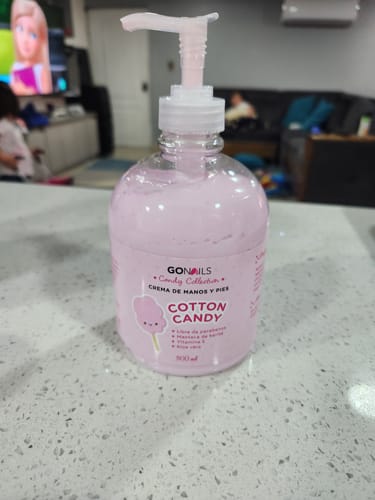 GONAILS
Candy Collection
CREMA DE MANOS Y PIES
COTTON
CANDY
Libre de parabenos
Manteca de karite
Vitamina E
Aloe vera
500 ml